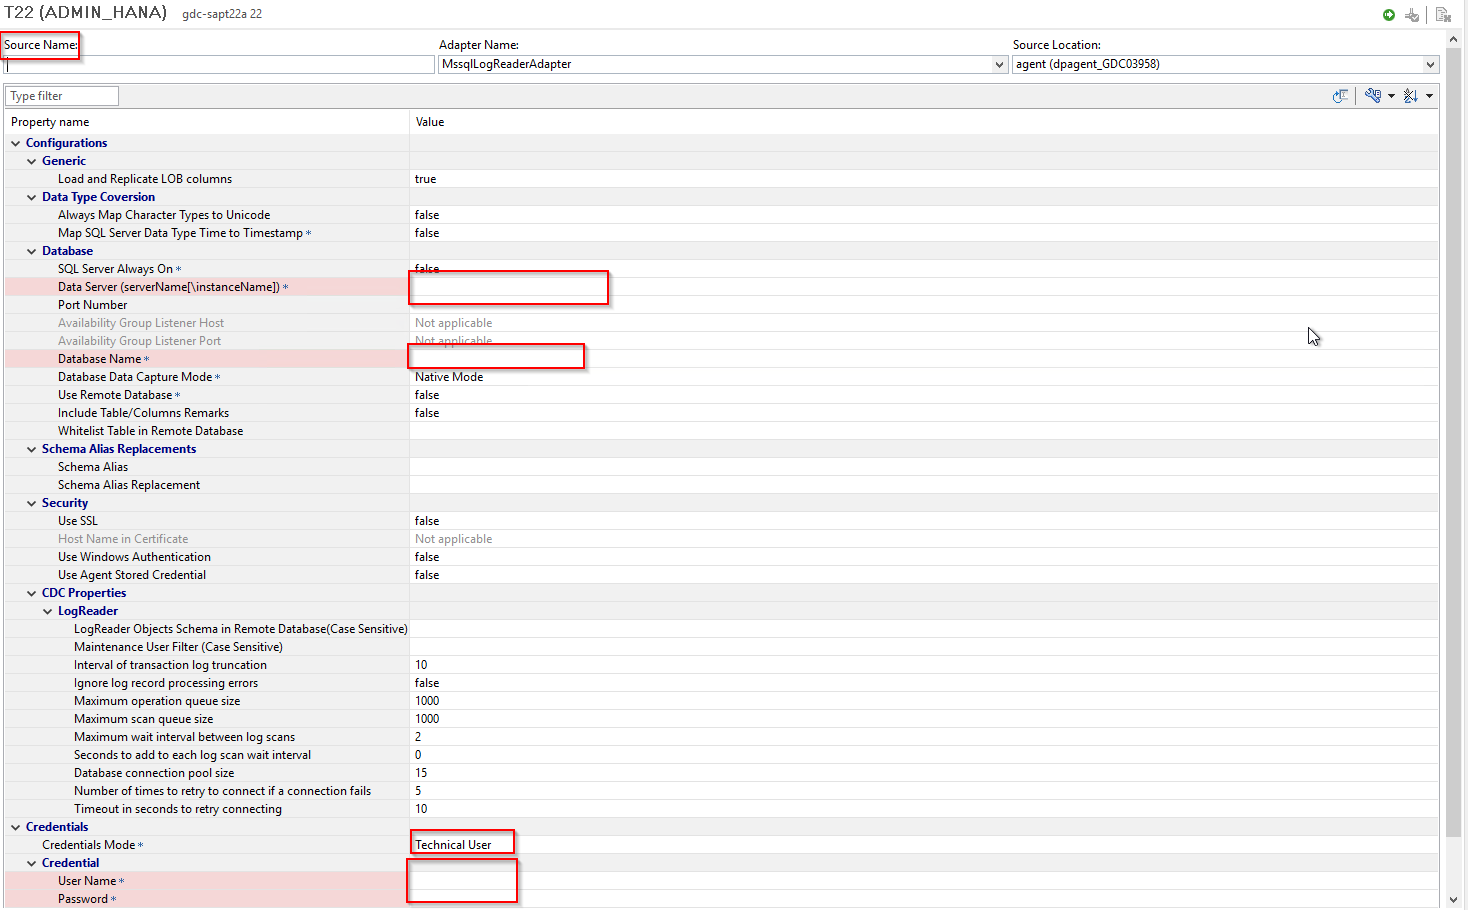 T22 (ADMIN_HANA) gdc-sapt22a 22
Source Name: Adapter Name: Source Location:
MssqlLogReaderAdapter agent (dpagent_GDC03958)
Type filter
Property name Value
Configurations
Generic
Load and Replicate LOB columns true
Data Type Coversion
Always Map Character Types to Unicode false
Map SQL Server Data Type Time to Timestamp * false
Database
SQL Server Always On * false
Data Server (serverName[\instanceName]) *
Port Number
Availability Group Listener Host Not applicable
Availability Group Listener Port Not applicable
Database Name *
Database Data Capture Mode * Native Mode
Use Remote Database * false
Include Table/Columns Remarks false
Whitelist Table in Remote Database
Schema Alias Replacements
Schema Alias
Schema Alias Replacement
Security
Use SSL false
Host Name in Certificate Not applicable
Use Windows Authentication false
Use Agent Stored Credential false
CDC Properties
LogReader
LogReader Objects Schema in Remote Database(Case Sensitive)
Maintenance User Filter (Case Sensitive)
Interval of transaction log truncation 10
Ignore log record processing errors false
Maximum operation queue size 1000
Maximum scan queue size 1000
Maximum wait interval between log scans 2
Seconds to add to each log scan wait interval 0
Database connection pool size 15
Number of times to retry to connect if a connection fails 5
Timeout in seconds to retry connecting 10
Credentials
Credentials Mode * Technical User
Credential
User Name *
Password *